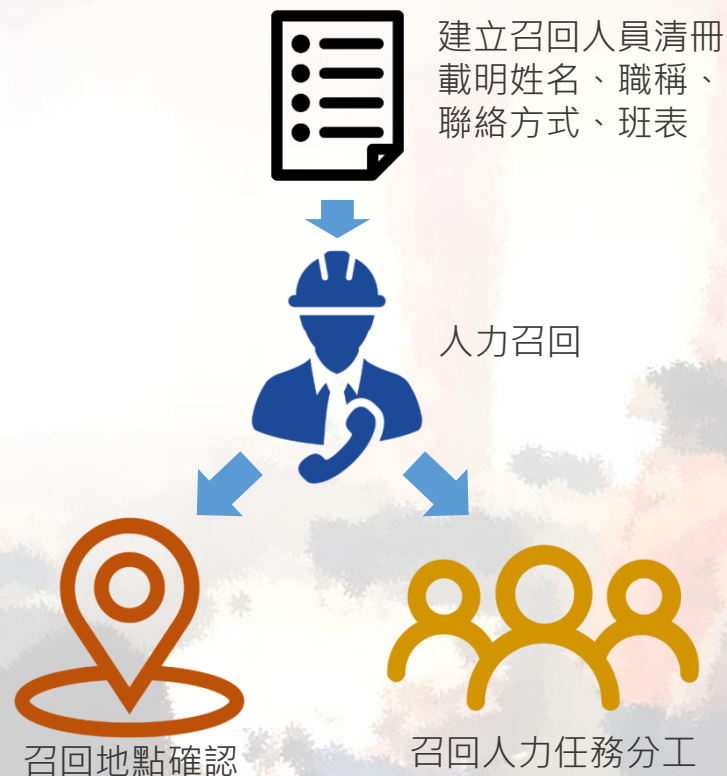 建立召回人員清冊
載明姓名、職稱、
聯絡方式、班表
人力召回
召回地點確認
召回人力任務分工